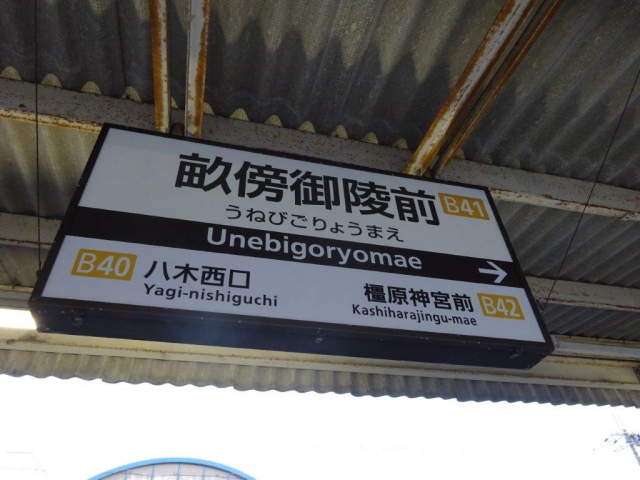 畝傍御陵前 B41
うねびごりょうまえ
Unebigoryomae →
B40 八木西口
Yagi-nishiguchi
橿原神宮前 B42
Kashiharajingu-mae